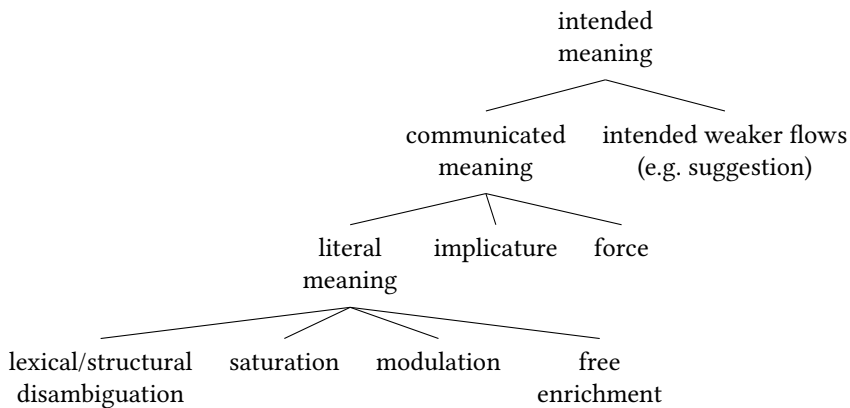 intended
meaning
communicated
meaning
intended weaker flows
(e.g. suggestion)
literal
meaning
implicature
force
lexical/structural
disambiguation
saturation
modulation
free
enrichment